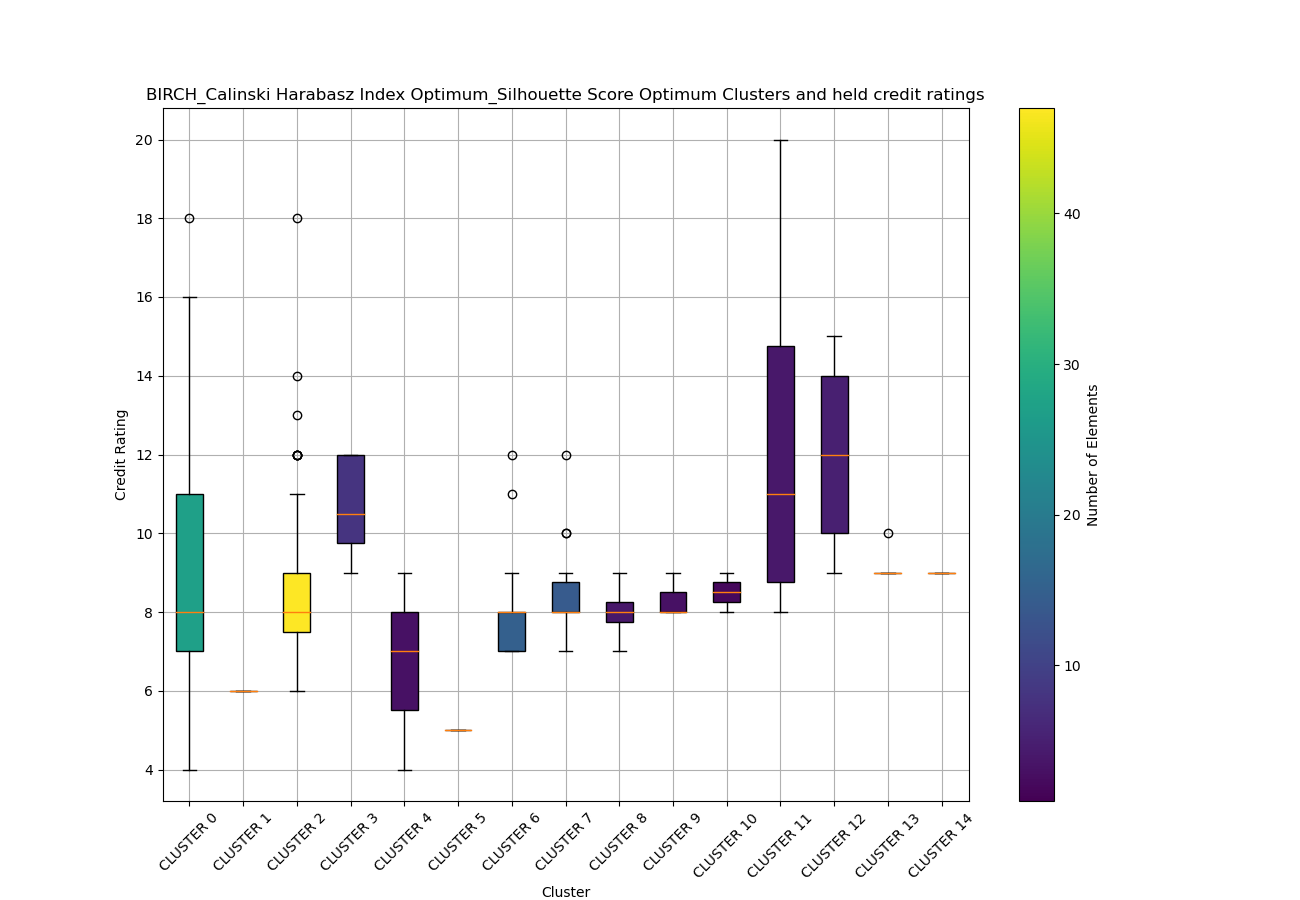 BIRCH_Calinski Harabasz Index Optimum_Silhouette Score Optimum Clusters and held credit ratings
20
18
16
14
12
10
8
6
4
Credit Rating
CLUSTER 0
CLUSTER 1
CLUSTER 2
CLUSTER 3
CLUSTER 4
CLUSTER 5
CLUSTER 6
CLUSTER 7
CLUSTER 8
CLUSTER 9
CLUSTER 10
CLUSTER 11
CLUSTER 12
CLUSTER 13
CLUSTER 14
Cluster
40
30
20
10
Number of Elements